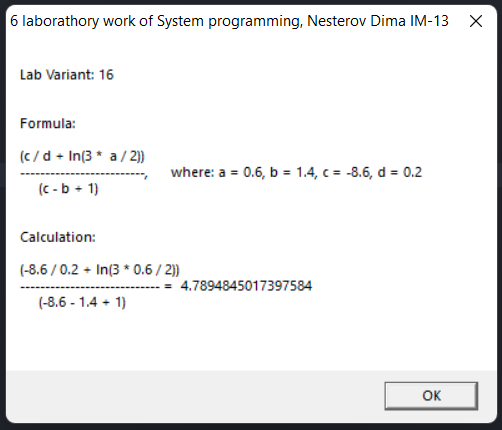 6 laborathory work of System programming, Nesterov Dima IM-13
Lab Variant: 16
Formula:
(c / d + ln(3 *  a / 2))
--------------------------, where: a = 0.6, b = 1.4, c = -8.6, d = 0.2
(c - b + 1)
Calculation:
(-8.6 / 0.2 + ln(3 * 0.6 / 2))
----------------------------- = 4.7894845017397584
(-8.6 - 1.4 + 1)
OK